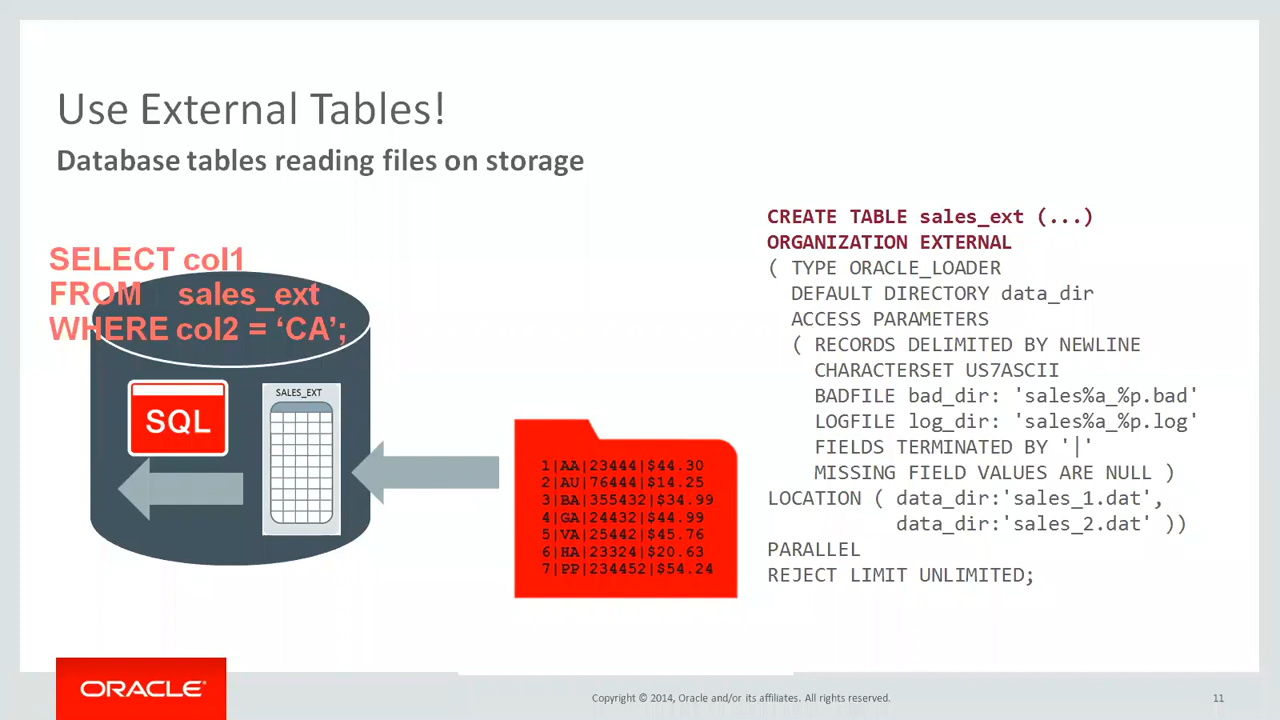 Use External Tables!
Database tables reading files on storage
SELECT col1
FROM sales_ext
WHERE col2 = ‘CA’;
SQL
SALES_EXT
1|AA|23444|$44.30
2|AU|76444|$14.25
3|BA|355432|$34.99
4|GA|24432|$44.99
5|VA|25442|$45.76
6|HA|23324|$20.63
7|PP|234452|$54.24
CREATE TABLE sales_ext (...)
ORGANIZATION EXTERNAL
( TYPE ORACLE_LOADER
DEFAULT DIRECTORY data_dir
ACCESS PARAMETERS
( RECORDS DELIMITED BY NEWLINE
CHARACTERSET US7ASCII
BADFILE bad_dir: 'sales%a_%p.bad'
LOGFILE log_dir: 'sales%a_%p.log'
FIELDS TERMINATED BY '|'
MISSING FIELD VALUES ARE NULL )
LOCATION ( data_dir:'sales_1.dat',
data_dir:'sales_2.dat' ))
PARALLEL
REJECT LIMIT UNLIMITED;
ORACLE®
Copyright © 2014, Oracle and/or its affiliates. All rights reserved.
11